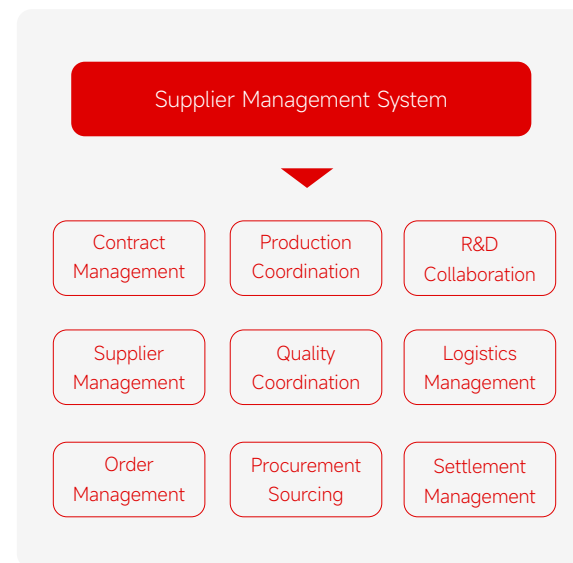 Supplier Management System
Contract
Management
Production
Coordination
R&D
Collaboration
Supplier
Management
Quality
Coordination
Logistics
Management
Order
Management
Procurement
Sourcing
Settlement
Management